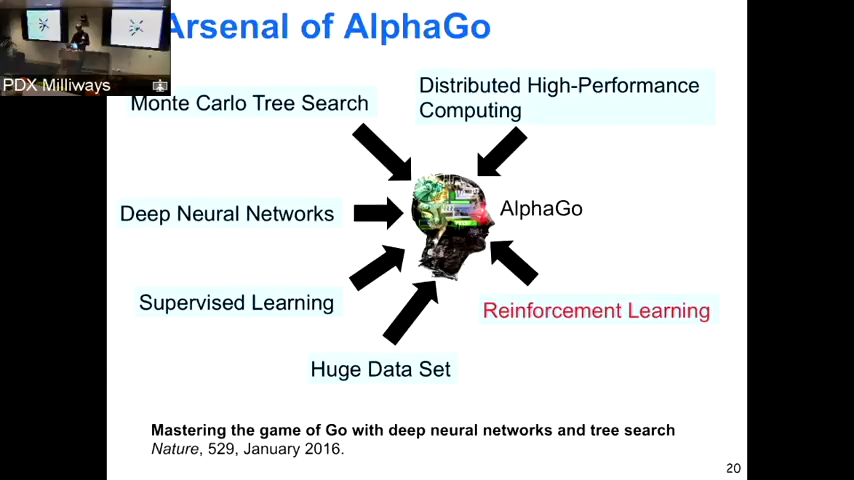 Arsenal of AlphaGo
PDX Milliways
Monte Carlo Tree Search
Distributed High-Performance
Computing
Deep Neural Networks
AlphaGo
Supervised Learning
Reinforcement Learning
Huge Data Set
Mastering the game of Go with deep neural networks and tree search
Nature, 529, January 2016.
20